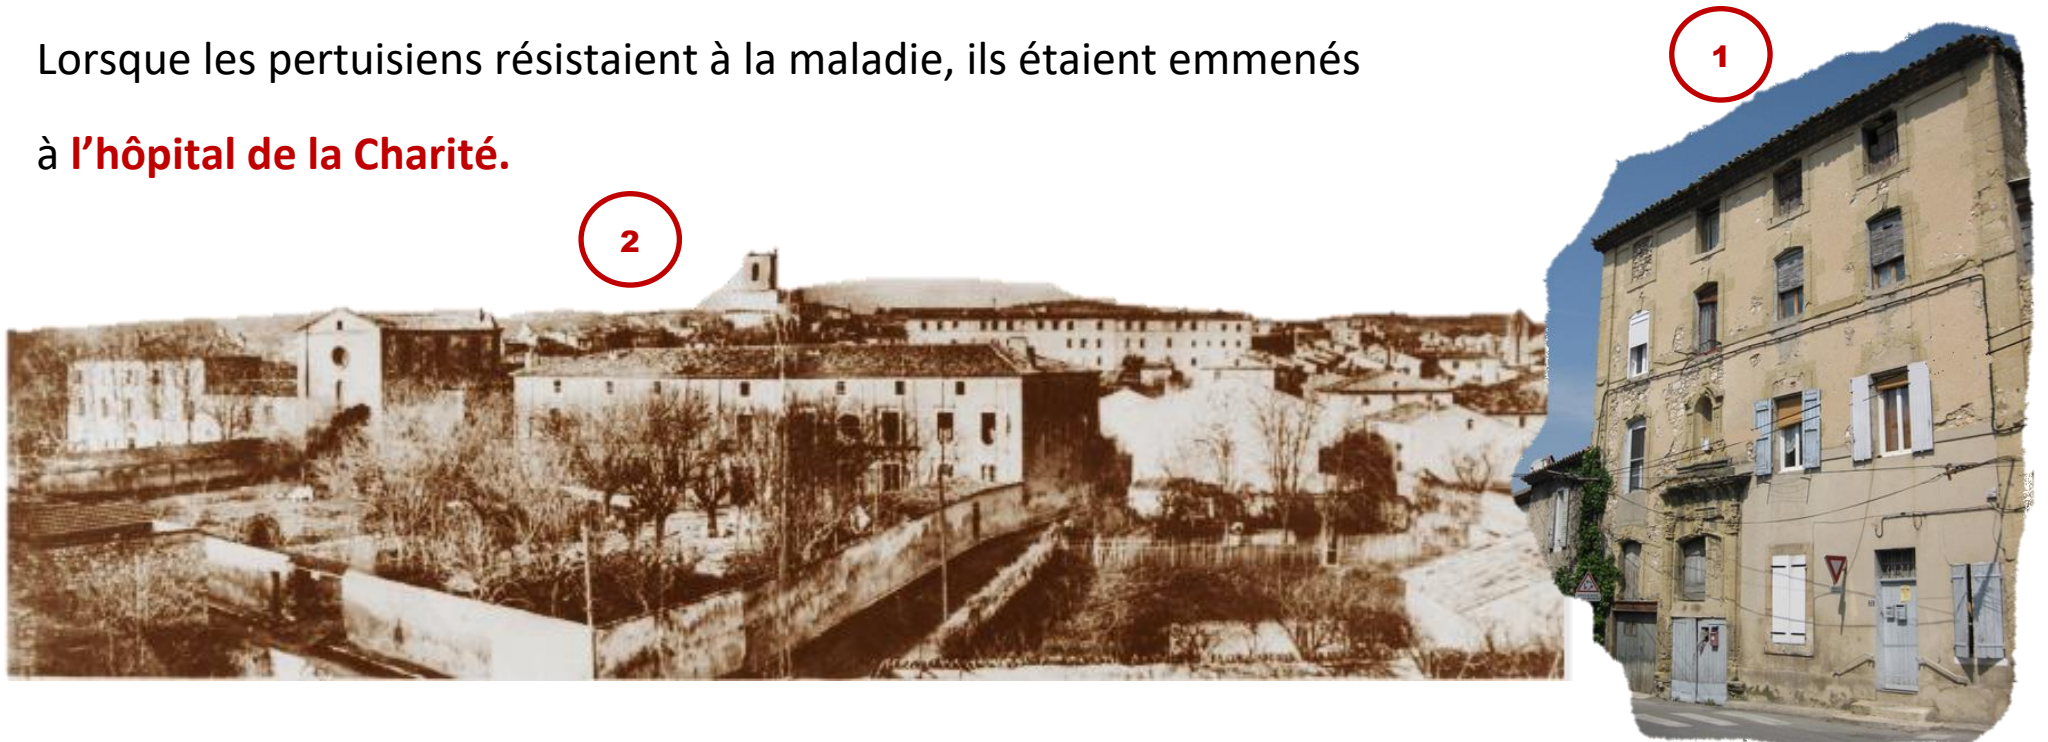 Lorsque les pertuisiens résistaient à la maladie, ils étaient emmenés
à l’hôpital de la Charité.
1
2